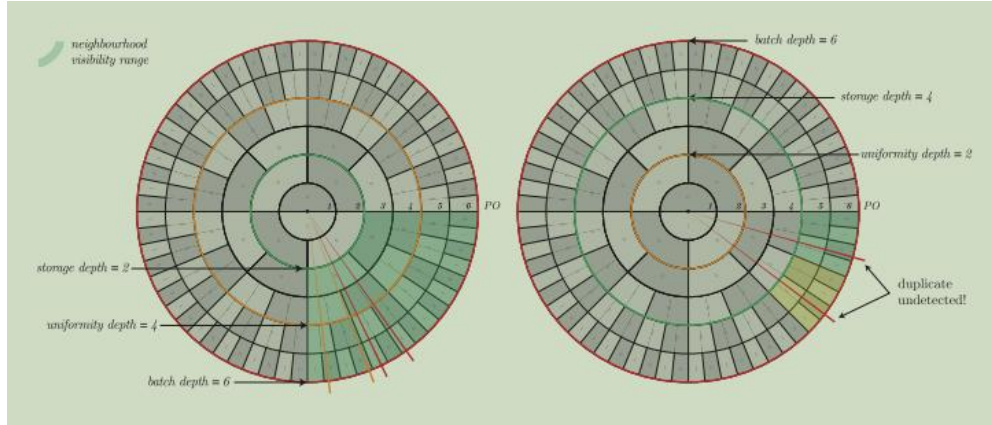 neighbourhood
visibility range
1 2 3 4 5 6 PO
storage depth = 2
uniformity depth = 4
batch depth = 6
batch depth = 6
storage depth = 4
uniformity depth = 2
1 2 3 4 5 6 PO
duplicate
undetected!